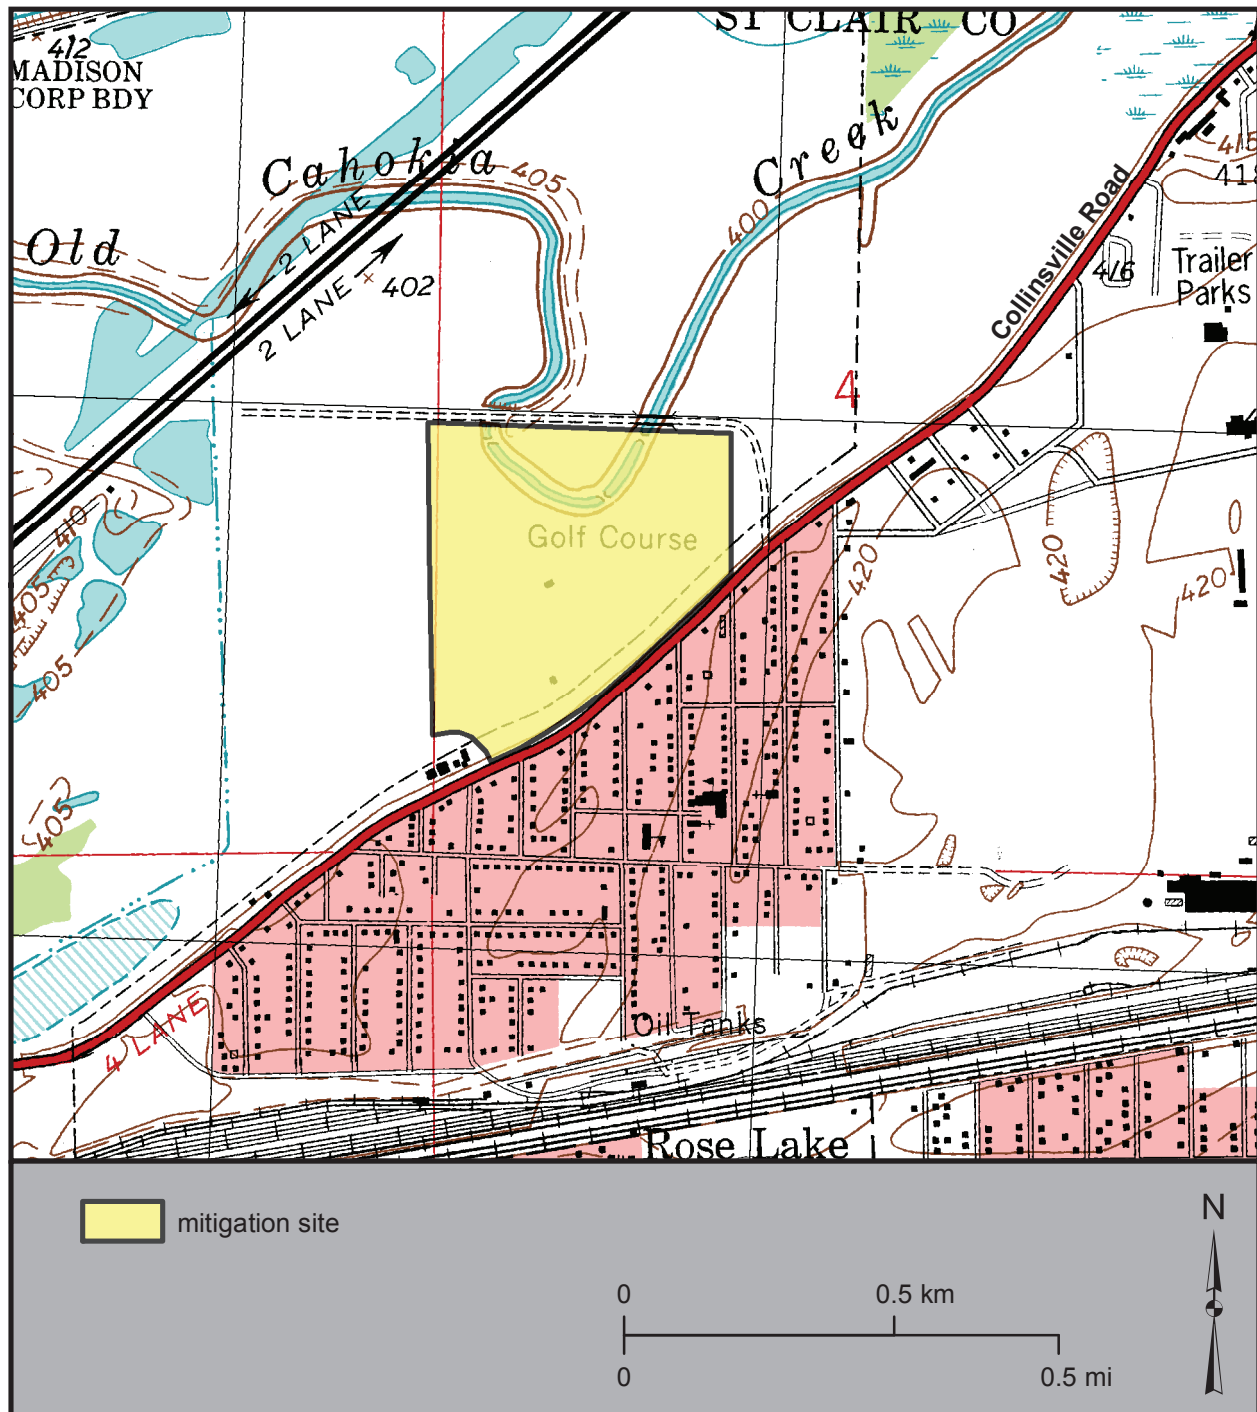 ST CLAIR CO
412
MADISON
CORP BDY
Cahokia
405
Creek
415
418
Old
2 LANE
400
Collinsville Road
402
2 LANE
416
Trailer
Parks
4
410
Golf Course
420
420
420
405
405
405
4 LANE
Oil Tanks
Rose Lake
mitigation site
N
0
0.5 km
0
0.5 mi